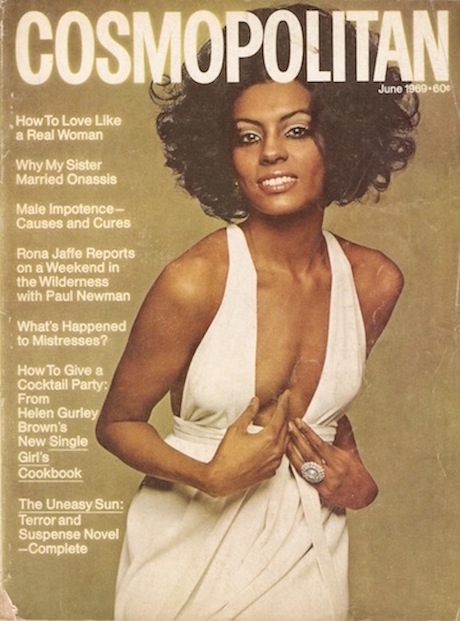 COSMOPOLITAN
June 1969•60¢
How To Love Like
a Real Woman
Why My Sister
Married Onassis
Male Impotence—
Causes and Cures
Rona Jaffe Reports
on a Weekend in
the Wilderness
with Paul Newman
What's Happened
to Mistresses?
How To Give a
Cocktail Party:
From
Helen Gurley
Brown's
New Single
Girl's
Cookbook
The Uneasy Sun:
Terror and
Suspense Novel
—Complete